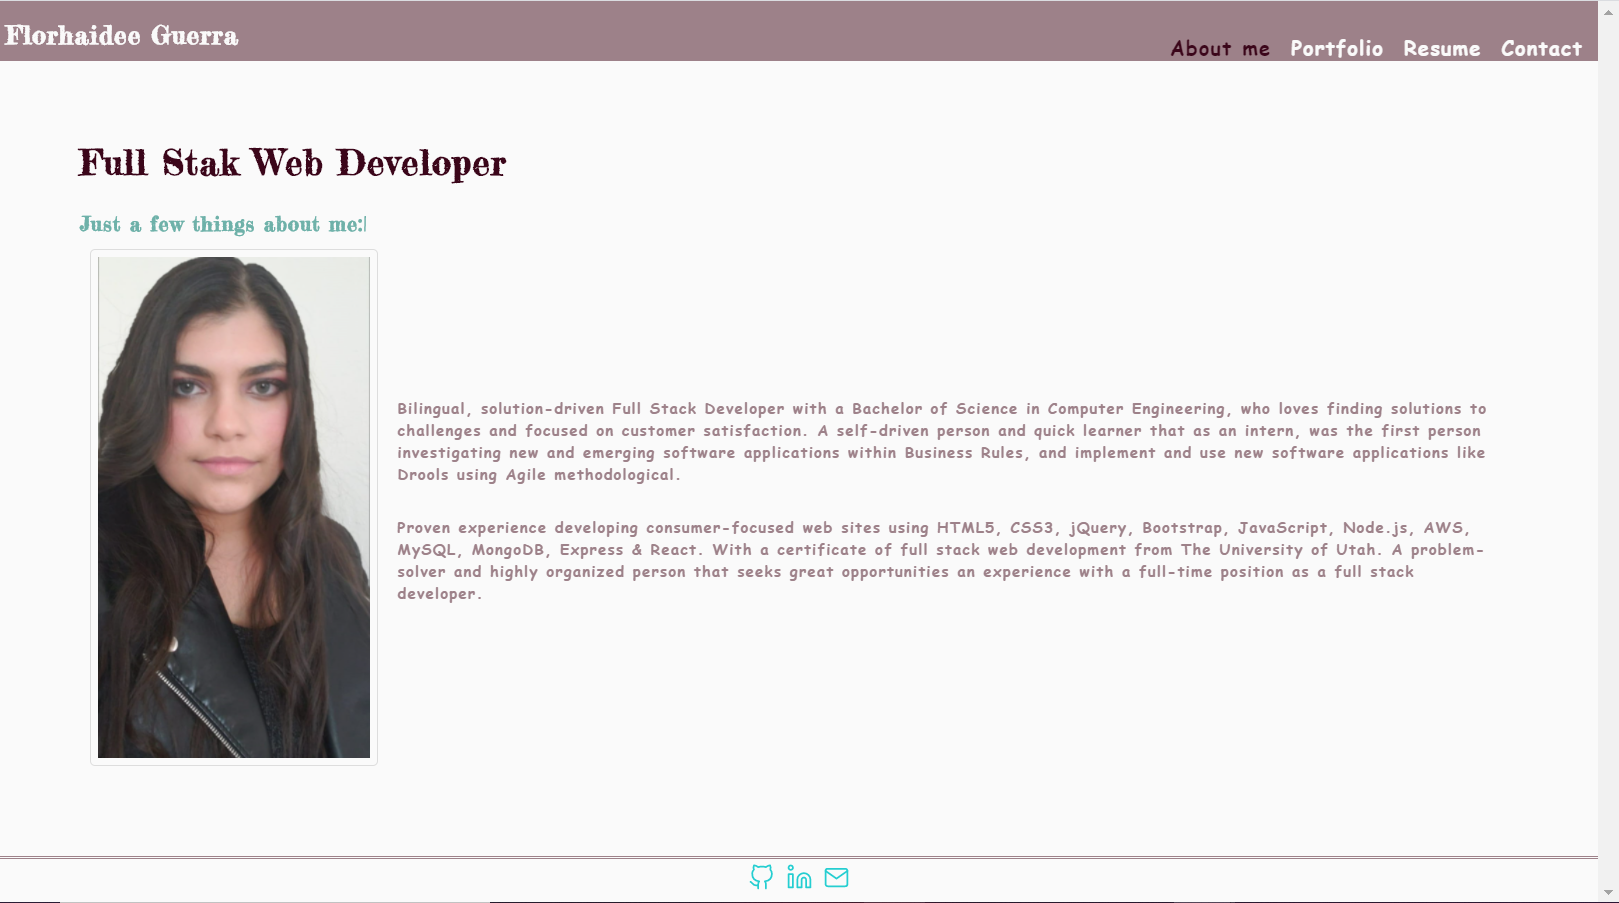 Florhaidee Guerra
About me Portfolio Resume Contact
Full Stak Web Developer
Just a few things about me:|
Bilingual, solution-driven Full Stack Developer with a Bachelor of Science in Computer Engineering, who loves finding solutions to
challenges and focused on customer satisfaction. A self-driven person and quick learner that as an intern, was the first person
investigating new and emerging software applications within Business Rules, and implement and use new software applications like
Drools using Agile methodological.
Proven experience developing consumer-focused web sites using HTML5, CSS3, jQuery, Bootstrap, JavaScript, Node.js, AWS,
MySQL, MongoDB, Express & React. With a certificate of full stack web development from The University of Utah. A problem-
solver and highly organized person that seeks great opportunities an experience with a full-time position as a full stack
developer.
in